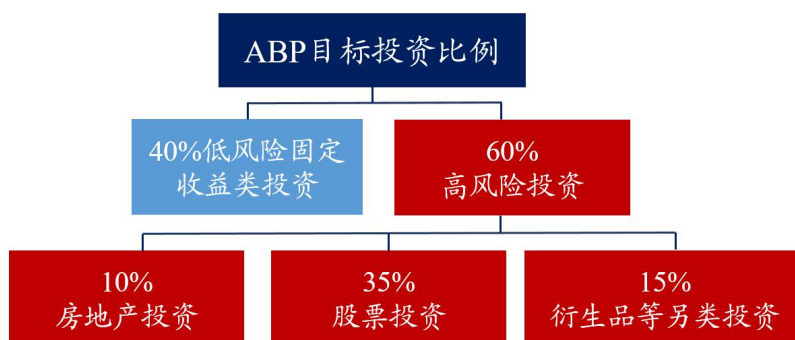 ABP目标投资比例
40%低风险固定
收益类投资
60%
高风险投资
10%
房地产投资
35%
股票投资
15%
衍生品等另类投资